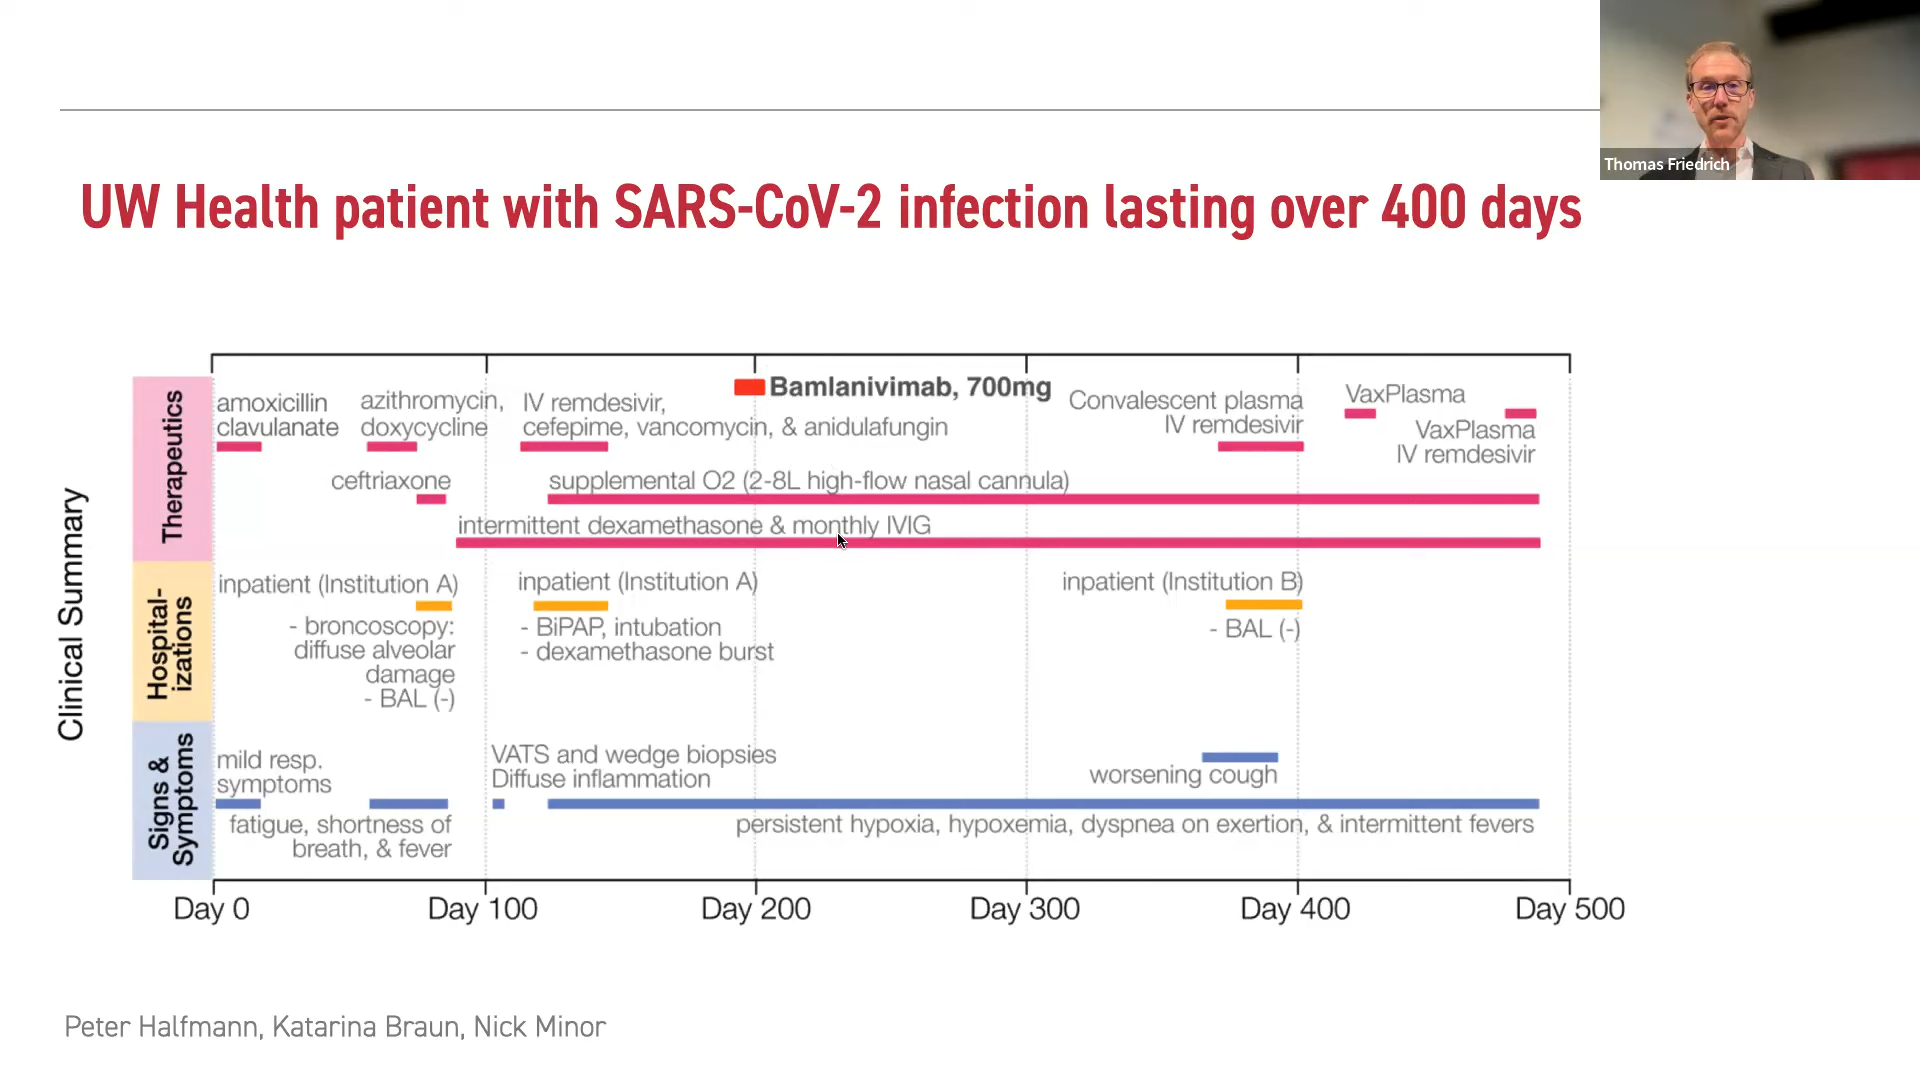 Thomas Friedrich
UW Health patient with SARS-CoV-2 infection lasting over 400 days
Clinical Summary
Therapeutics
amoxicillin
clavulanate
azithromycin,
doxycycline
IV remdesivir,
cefepime, vancomycin, & anidulafungin
Bamlanivimab, 700mg
Convalescent plasma
IV remdesivir
VaxPlasma
VaxPlasma
IV remdesivir
ceftriaxone
supplemental O2 (2-8L high-flow nasal cannula)
intermittent dexamethasone & monthly IVIG
Hospital-
izations
inpatient (Institution A)
- broncoscopy:
diffuse alveolar
damage
- BAL (-)
inpatient (Institution A)
- BiPAP, intubation
- dexamethasone burst
inpatient (Institution B)
- BAL (-)
Signs &
Symptoms
mild resp.
symptoms
fatigue, shortness of
breath, & fever
VATS and wedge biopsies
Diffuse inflammation
worsening cough
persistent hypoxia, hypoxemia, dyspnea on exertion, & intermittent fevers
Day 0
Day 100
Day 200
Day 300
Day 400
Day 500
Peter Halfmann, Katarina Braun, Nick Minor